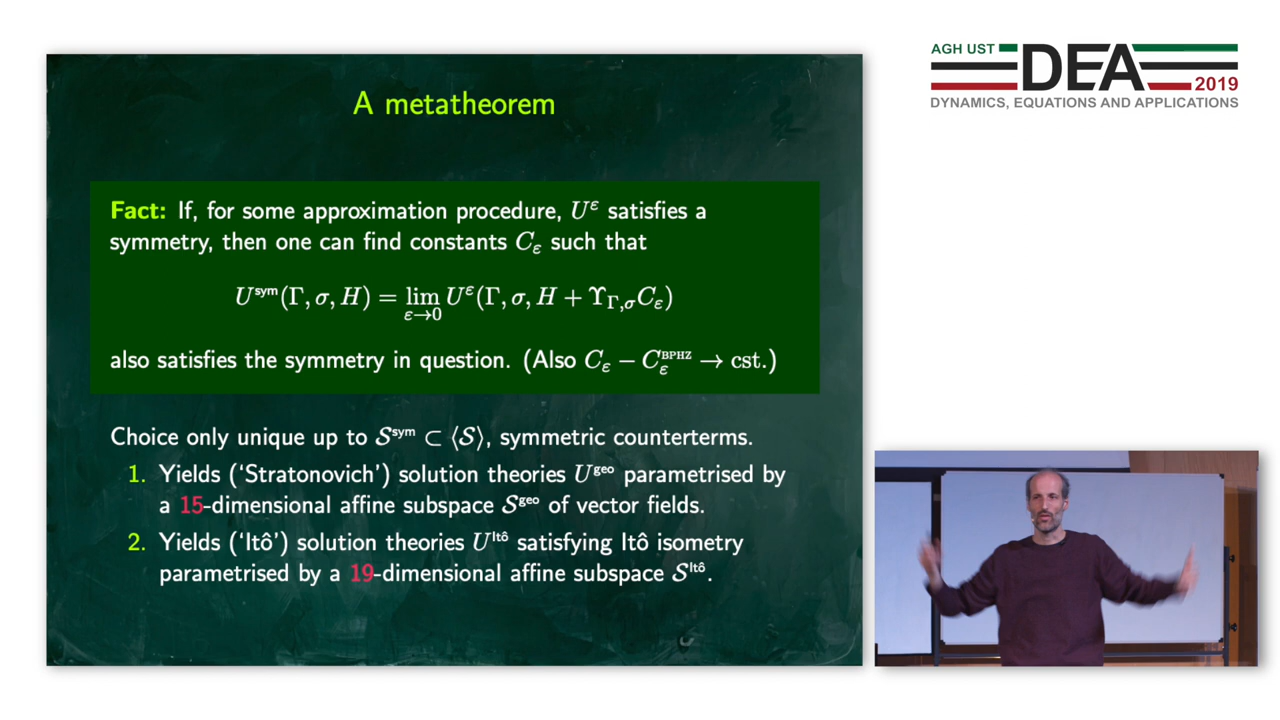 A metatheorem
Fact: If, for some approximation procedure, U^ε satisfies a
symmetry, then one can find constants C_ε such that
U^sym(Γ, σ, H) = lim_{ε→0} U^ε(Γ, σ, H + ϒ_{Γ,σ}C_ε)
also satisfies the symmetry in question. (Also C_ε − C_ε^BPHZ → cst.)
Choice only unique up to 𝒮^sym ⊂ ⟨𝒮⟩, symmetric counterterms.
1. Yields (‘Stratonovich’) solution theories U^geo parametrised by
a 15-dimensional affine subspace 𝒮^geo of vector fields.
2. Yields (‘Itô’) solution theories U^Itô satisfying Itô isometry
parametrised by a 19-dimensional affine subspace 𝒮^Itô.
AGH UST
DEA
2019
DYNAMICS, EQUATIONS AND APPLICATIONS